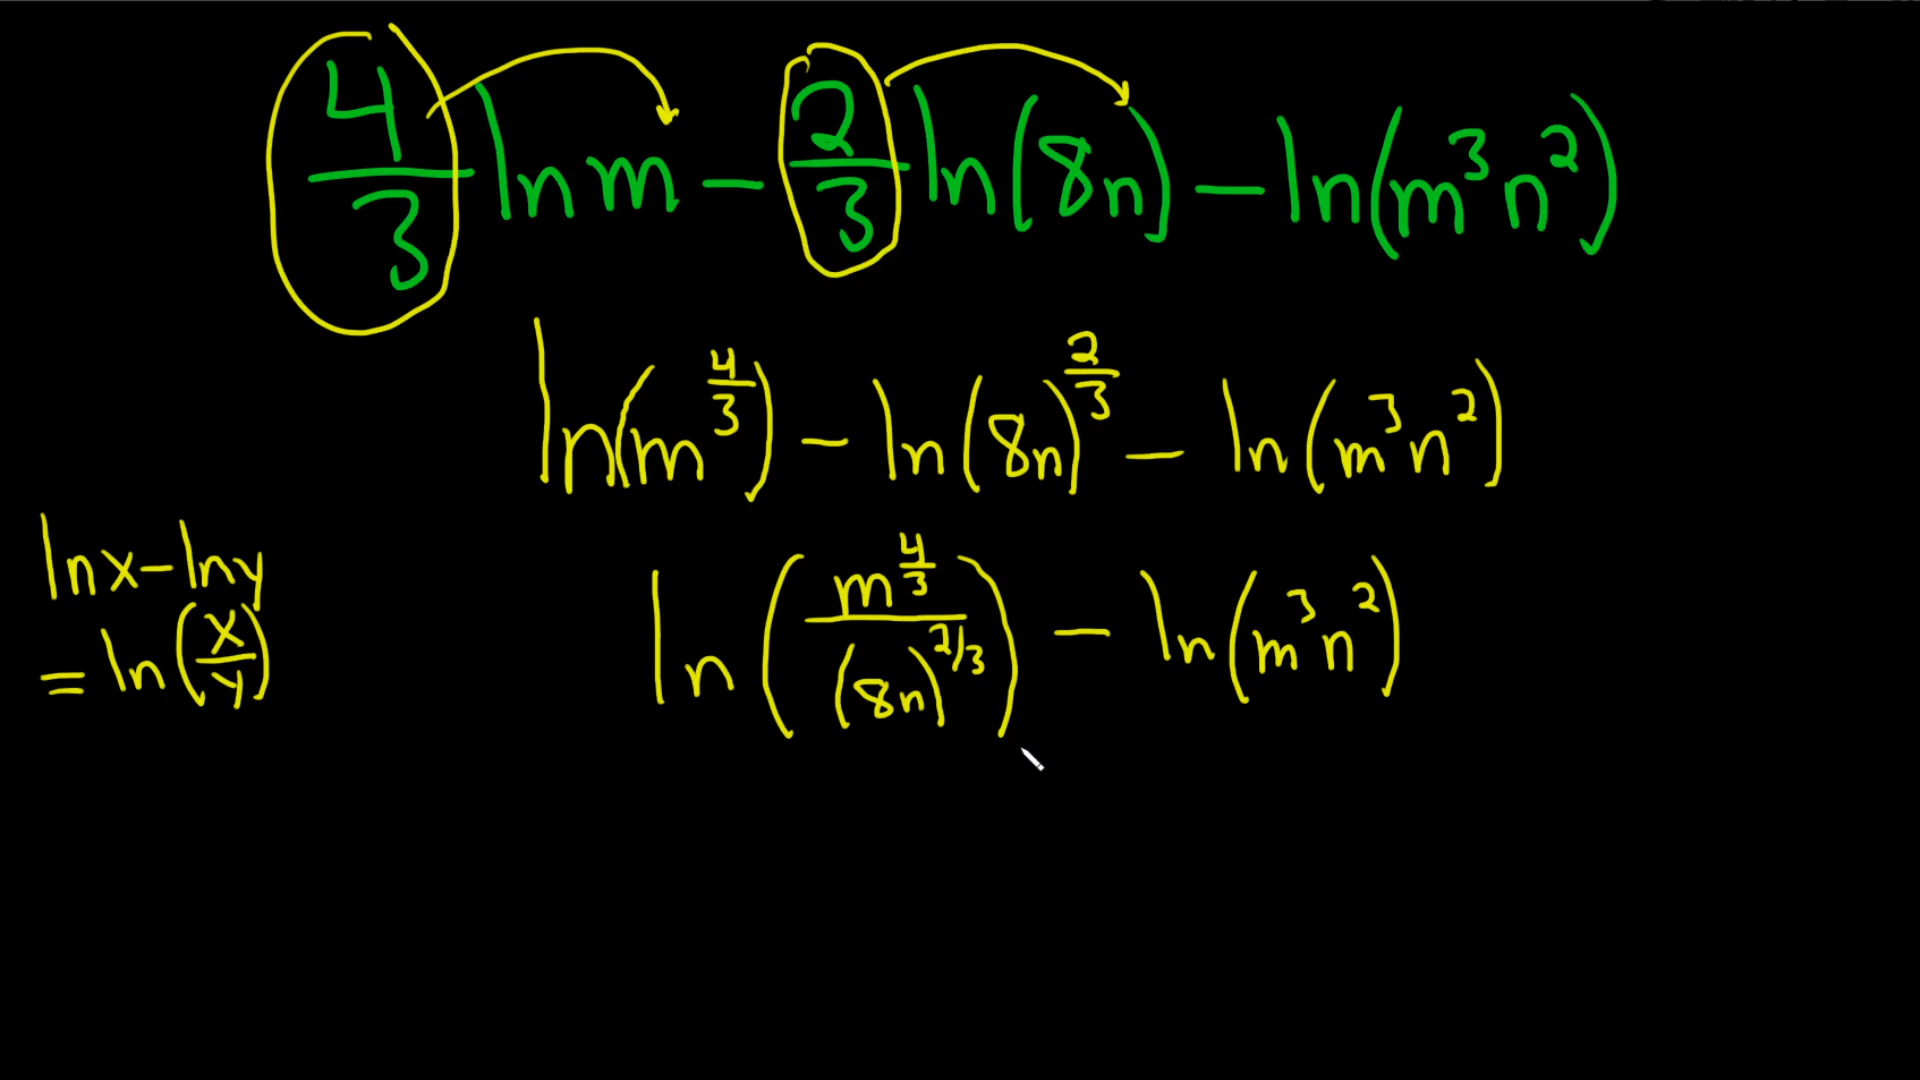 4/3 ln m − 2/3 ln(8n) − ln(m³n²)
ln(m^(4/3)) − ln(8n)^(2/3) − ln(m³n²)
ln x − ln y
= ln(x/y)
ln(m^(4/3)/(8n)^(2/3)) − ln(m³n²)